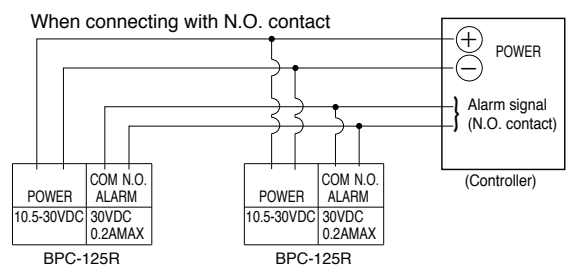 When connecting with N.O. contact
+
−
POWER
Alarm signal
(N.O. contact)
(Controller)
POWER
COM N.O.
ALARM
10.5-30VDC
30VDC
0.2AMAX
BPC-125R
POWER
COM N.O.
ALARM
10.5-30VDC
30VDC
0.2AMAX
BPC-125R